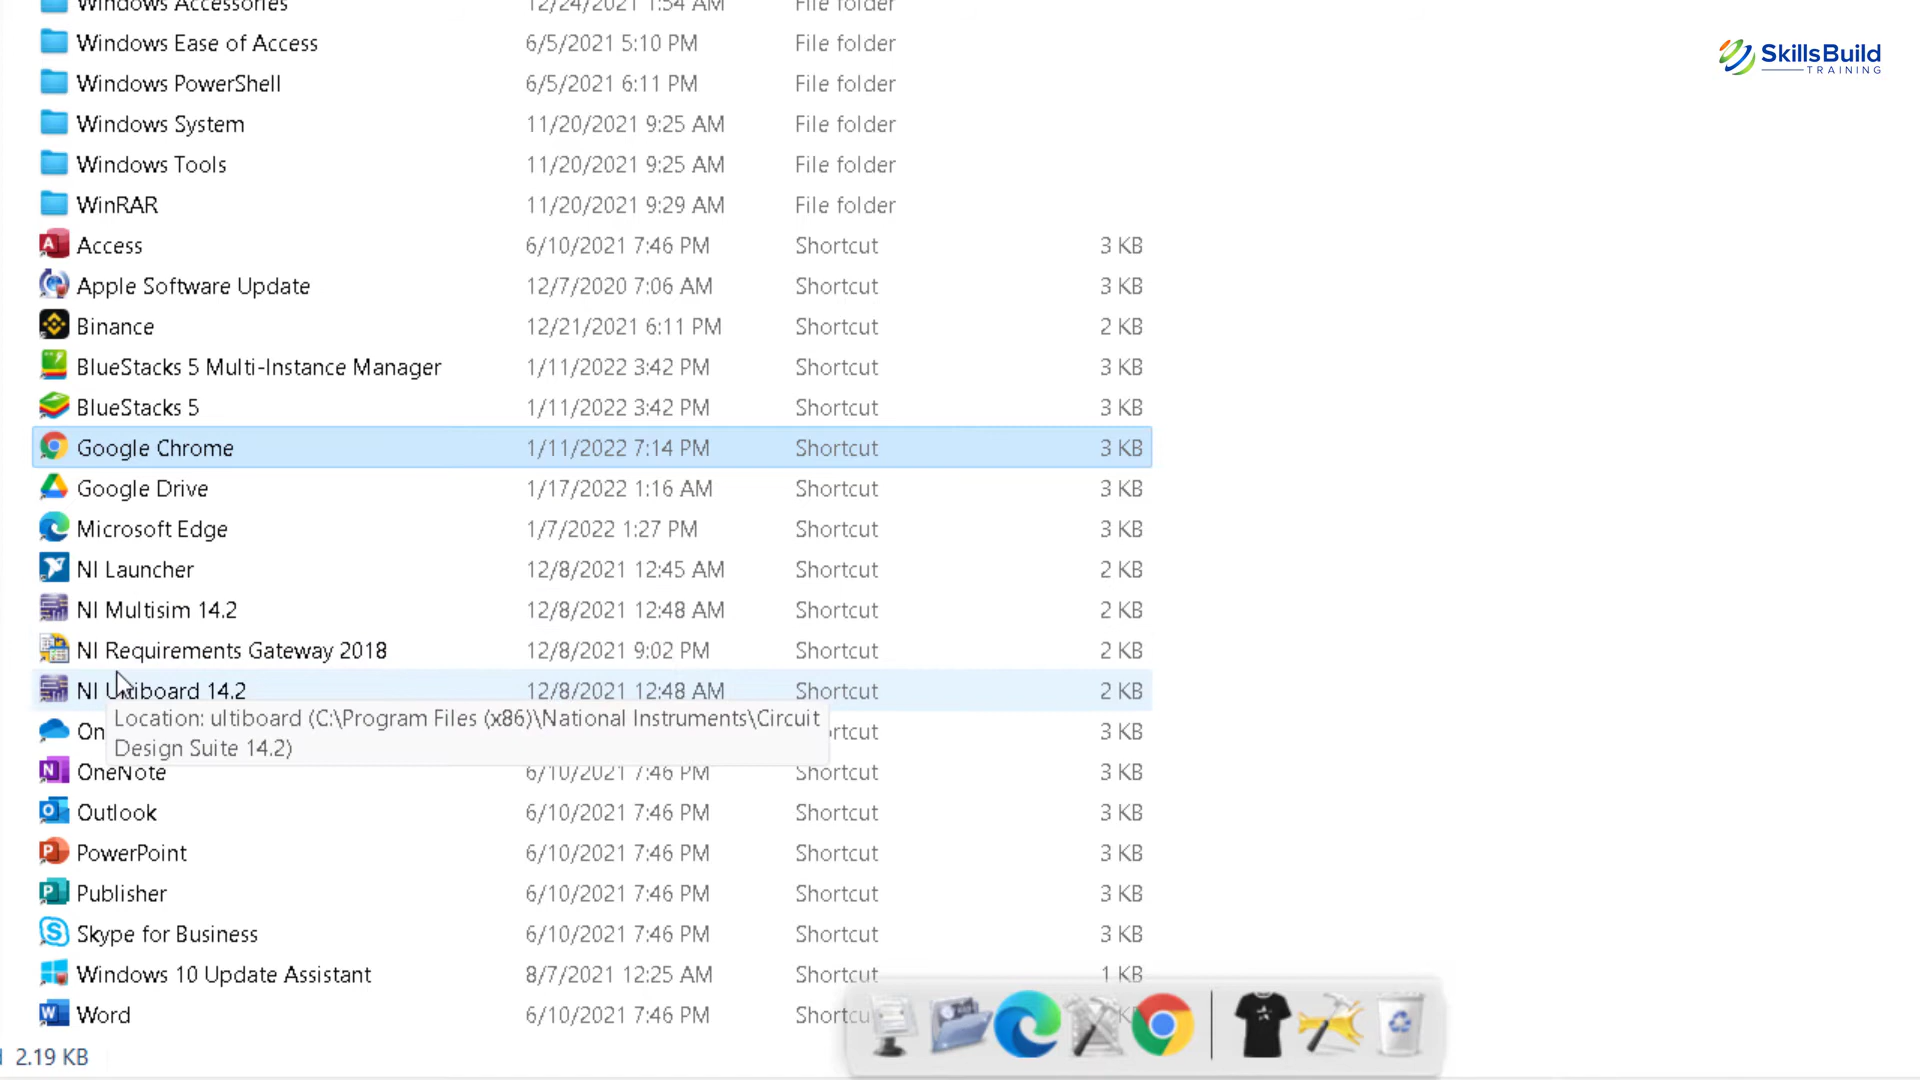 Windows Accessories 12/24/2021 1:54 AM File folder
SkillsBuild
TRAINING
Windows Ease of Access 6/5/2021 5:10 PM File folder
Windows PowerShell 6/5/2021 6:11 PM File folder
Windows System 11/20/2021 9:25 AM File folder
Windows Tools 11/20/2021 9:25 AM File folder
WinRAR 11/20/2021 9:29 AM File folder
Access 6/10/2021 7:46 PM Shortcut 3 KB
Apple Software Update 12/7/2020 7:06 AM Shortcut 3 KB
Binance 12/21/2021 6:11 PM Shortcut 2 KB
BlueStacks 5 Multi-Instance Manager 1/11/2022 3:42 PM Shortcut 3 KB
BlueStacks 5 1/11/2022 3:42 PM Shortcut 3 KB
Google Chrome 1/11/2022 7:14 PM Shortcut 3 KB
Google Drive 1/17/2022 1:16 AM Shortcut 3 KB
Microsoft Edge 1/7/2022 1:27 PM Shortcut 3 KB
NI Launcher 12/8/2021 12:45 AM Shortcut 2 KB
NI Multisim 14.2 12/8/2021 12:48 AM Shortcut 2 KB
NI Requirements Gateway 2018 12/8/2021 9:02 PM Shortcut 2 KB
NI Ultiboard 14.2 12/8/2021 12:48 AM Shortcut 2 KB
Location: ultiboard (C:\Program Files (x86)\National Instruments\Circuit
Design Suite 14.2)
On rtcut 3 KB
OneNote 6/10/2021 7:46 PM Shortcut 3 KB
Outlook 6/10/2021 7:46 PM Shortcut 3 KB
PowerPoint 6/10/2021 7:46 PM Shortcut 3 KB
Publisher 6/10/2021 7:46 PM Shortcut 3 KB
Skype for Business 6/10/2021 7:46 PM Shortcut 3 KB
Windows 10 Update Assistant 8/7/2021 12:25 AM Shortcut 1 KB
Word 6/10/2021 7:46 PM Shortcu
2.19 KB